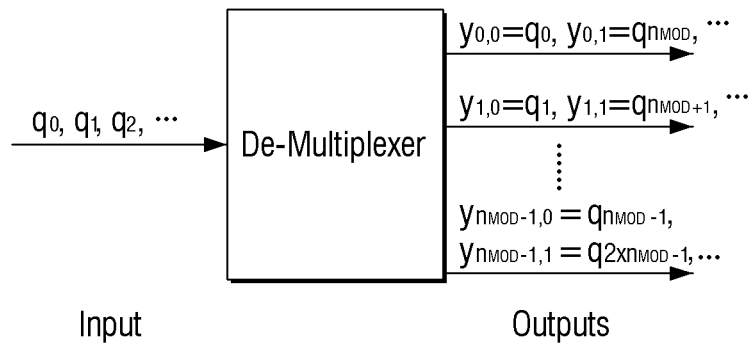 y0,0=q0, y0,1=qnMOD, ...
q0, q1, q2, ...
De-Multiplexer
y1,0=q1, y1,1=qnMOD+1, ...
ynMOD-1,0 = qnMOD-1,
ynMOD-1,1 = q2xnMOD-1, ...
Input
Outputs